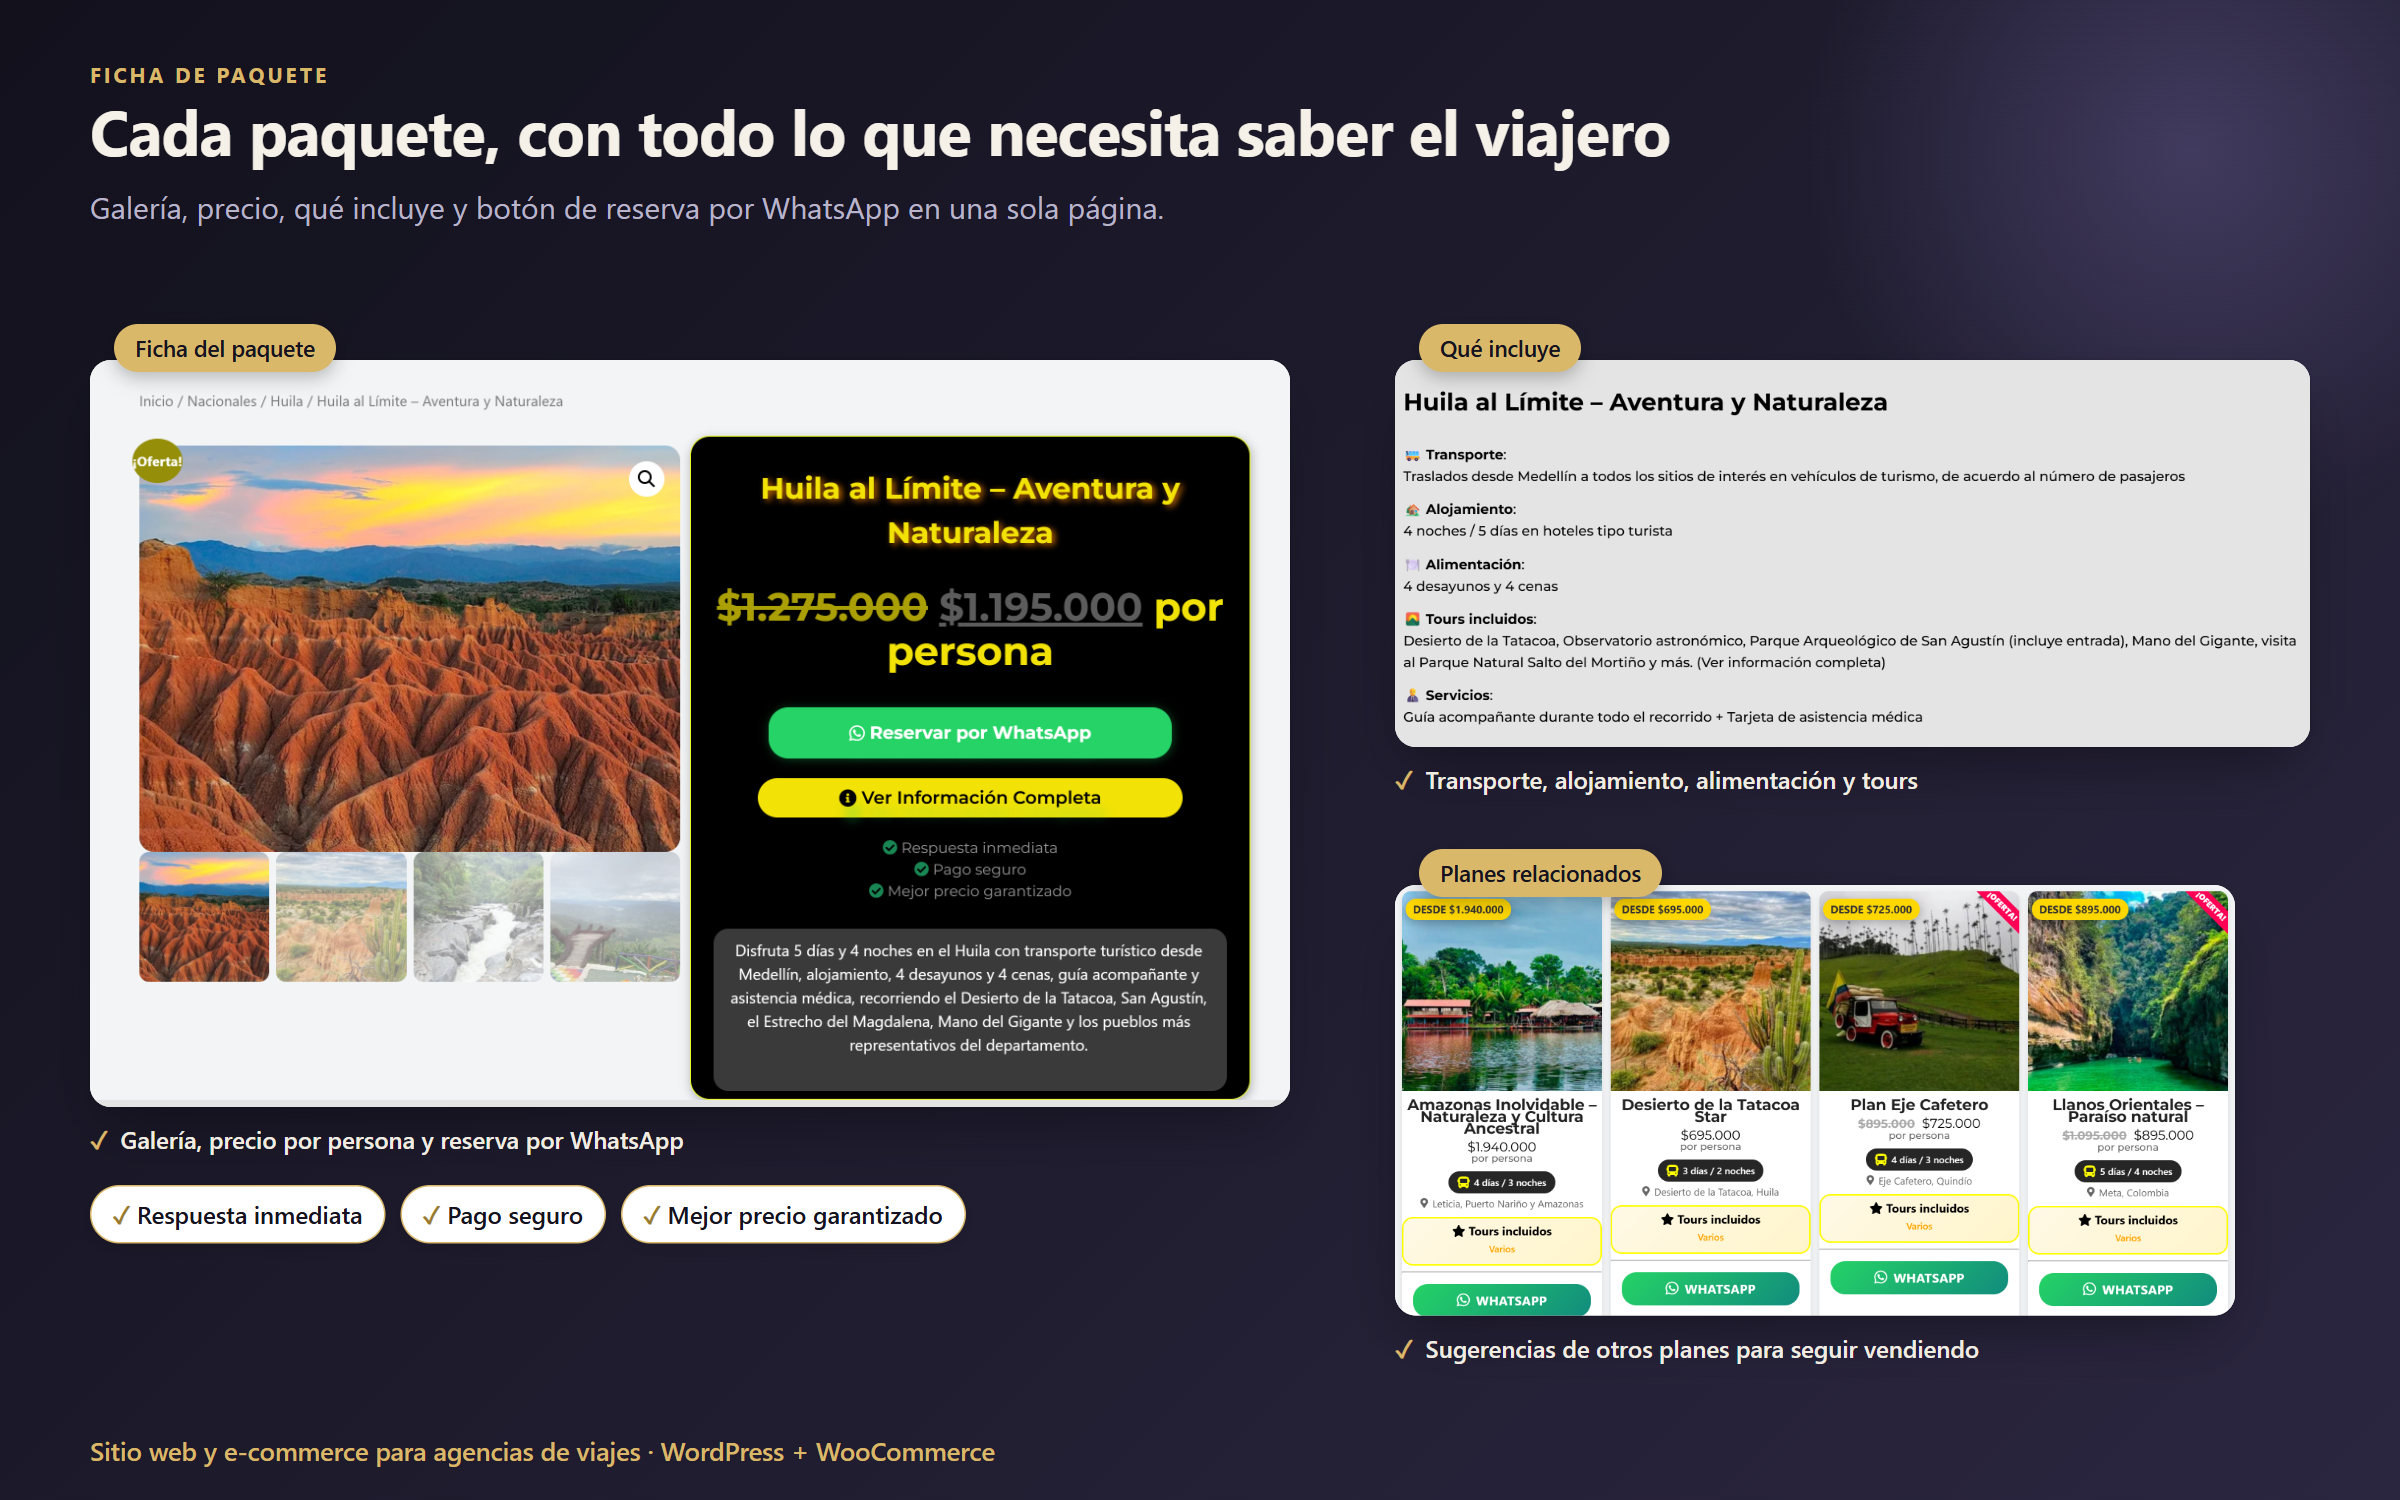 FICHA DE PAQUETE
Cada paquete, con todo lo que necesita saber el viajero
Galería, precio, qué incluye y botón de reserva por WhatsApp en una sola página.
Ficha del paquete
Inicio / Nacionales / Huila / Huila al Límite – Aventura y Naturaleza
¡Oferta!
Huila al Límite – Aventura y
Naturaleza
$1.275.000 $1.195.000 por
persona
Reservar por WhatsApp
Ver Información Completa
Respuesta inmediata
Pago seguro
Mejor precio garantizado
Disfruta 5 días y 4 noches en el Huila con transporte turístico desde
Medellín, alojamiento, 4 desayunos y 4 cenas, guía acompañante y
asistencia médica, recorriendo el Desierto de la Tatacoa, San Agustín,
el Estrecho del Magdalena, Mano del Gigante y los pueblos más
representativos del departamento.
✓ Galería, precio por persona y reserva por WhatsApp
✓ Respuesta inmediata
✓ Pago seguro
✓ Mejor precio garantizado
Qué incluye
Huila al Límite – Aventura y Naturaleza
Transporte:
Traslados desde Medellín a todos los sitios de interés en vehículos de turismo, de acuerdo al número de pasajeros
Alojamiento:
4 noches / 5 días en hoteles tipo turista
Alimentación:
4 desayunos y 4 cenas
Tours incluidos:
Desierto de la Tatacoa, Observatorio astronómico, Parque Arqueológico de San Agustín (incluye entrada), Mano del Gigante, visita
al Parque Natural Salto del Mortiño y más. (Ver información completa)
Servicios:
Guía acompañante durante todo el recorrido + Tarjeta de asistencia médica
✓ Transporte, alojamiento, alimentación y tours
Planes relacionados
DESDE $1.940.000
Amazonas Inolvidable –
Naturaleza y Cultura
Ancestral
$1.940.000
por persona
4 días / 3 noches
Leticia, Puerto Nariño y Amazonas
Tours incluidos
Varios
WHATSAPP
DESDE $695.000
Desierto de la Tatacoa
Star
$695.000
por persona
3 días / 2 noches
Desierto de la Tatacoa, Huila
Tours incluidos
Varios
WHATSAPP
DESDE $725.000
¡OFERTA!
Plan Eje Cafetero
$895.000 $725.000
por persona
4 días / 3 noches
Eje Cafetero, Quindío
Tours incluidos
Varios
WHATSAPP
DESDE $895.000
¡OFERTA!
Llanos Orientales –
Paraíso natural
$1.095.000 $895.000
por persona
5 días / 4 noches
Meta, Colombia
Tours incluidos
Varios
WHATSAPP
✓ Sugerencias de otros planes para seguir vendiendo
Sitio web y e-commerce para agencias de viajes · WordPress + WooCommerce